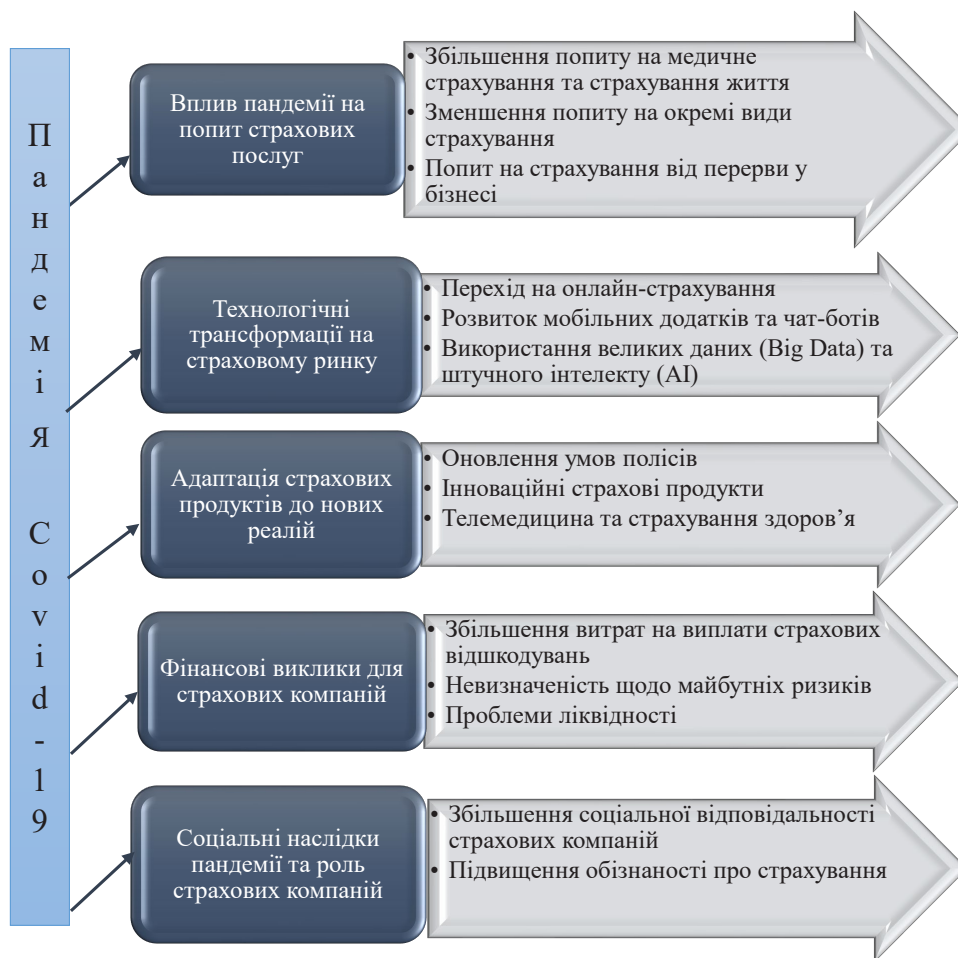 Пандемія Covid-19
Вплив пандемії на
попит страхових
послуг
• Збільшення попиту на медичне
страхування та страхування життя
• Зменшення попиту на окремі види
страхування
• Попит на страхування від перерви у
бізнесі
Технологічні
трансформації на
страховому ринку
• Перехід на онлайн-страхування
• Розвиток мобільних додатків та чат-ботів
• Використання великих даних (Big Data) та
штучного інтелекту (AI)
Адаптація страхових
продуктів до нових
реалій
• Оновлення умов полісів
• Інноваційні страхові продукти
• Телемедицина та страхування здоров’я
Фінансові виклики для
страхових компаній
• Збільшення витрат на виплати страхових
відшкодувань
• Невизначеність щодо майбутніх ризиків
• Проблеми ліквідності
Соціальні наслідки
пандемії та роль
страхових компаній
• Збільшення соціальної відповідальності
страхових компаній
• Підвищення обізнаності про страхування